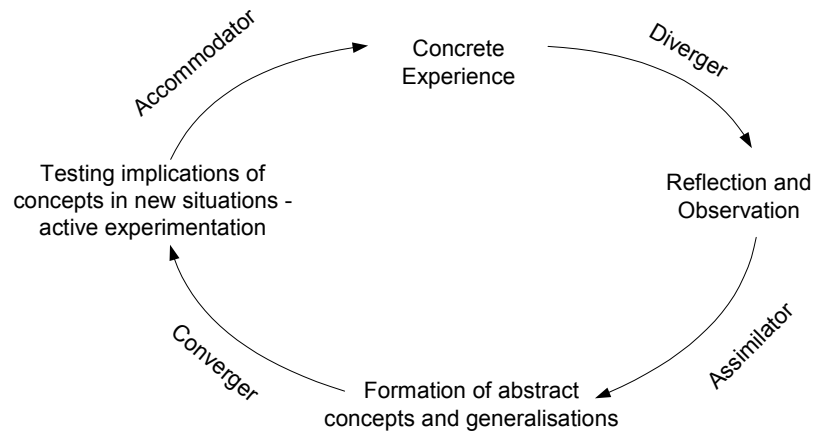 Concrete
Experience
Diverger
Reflection and
Observation
Assimilator
Formation of abstract
concepts and generalisations
Converger
Testing implications of
concepts in new situations -
active experimentation
Accommodator